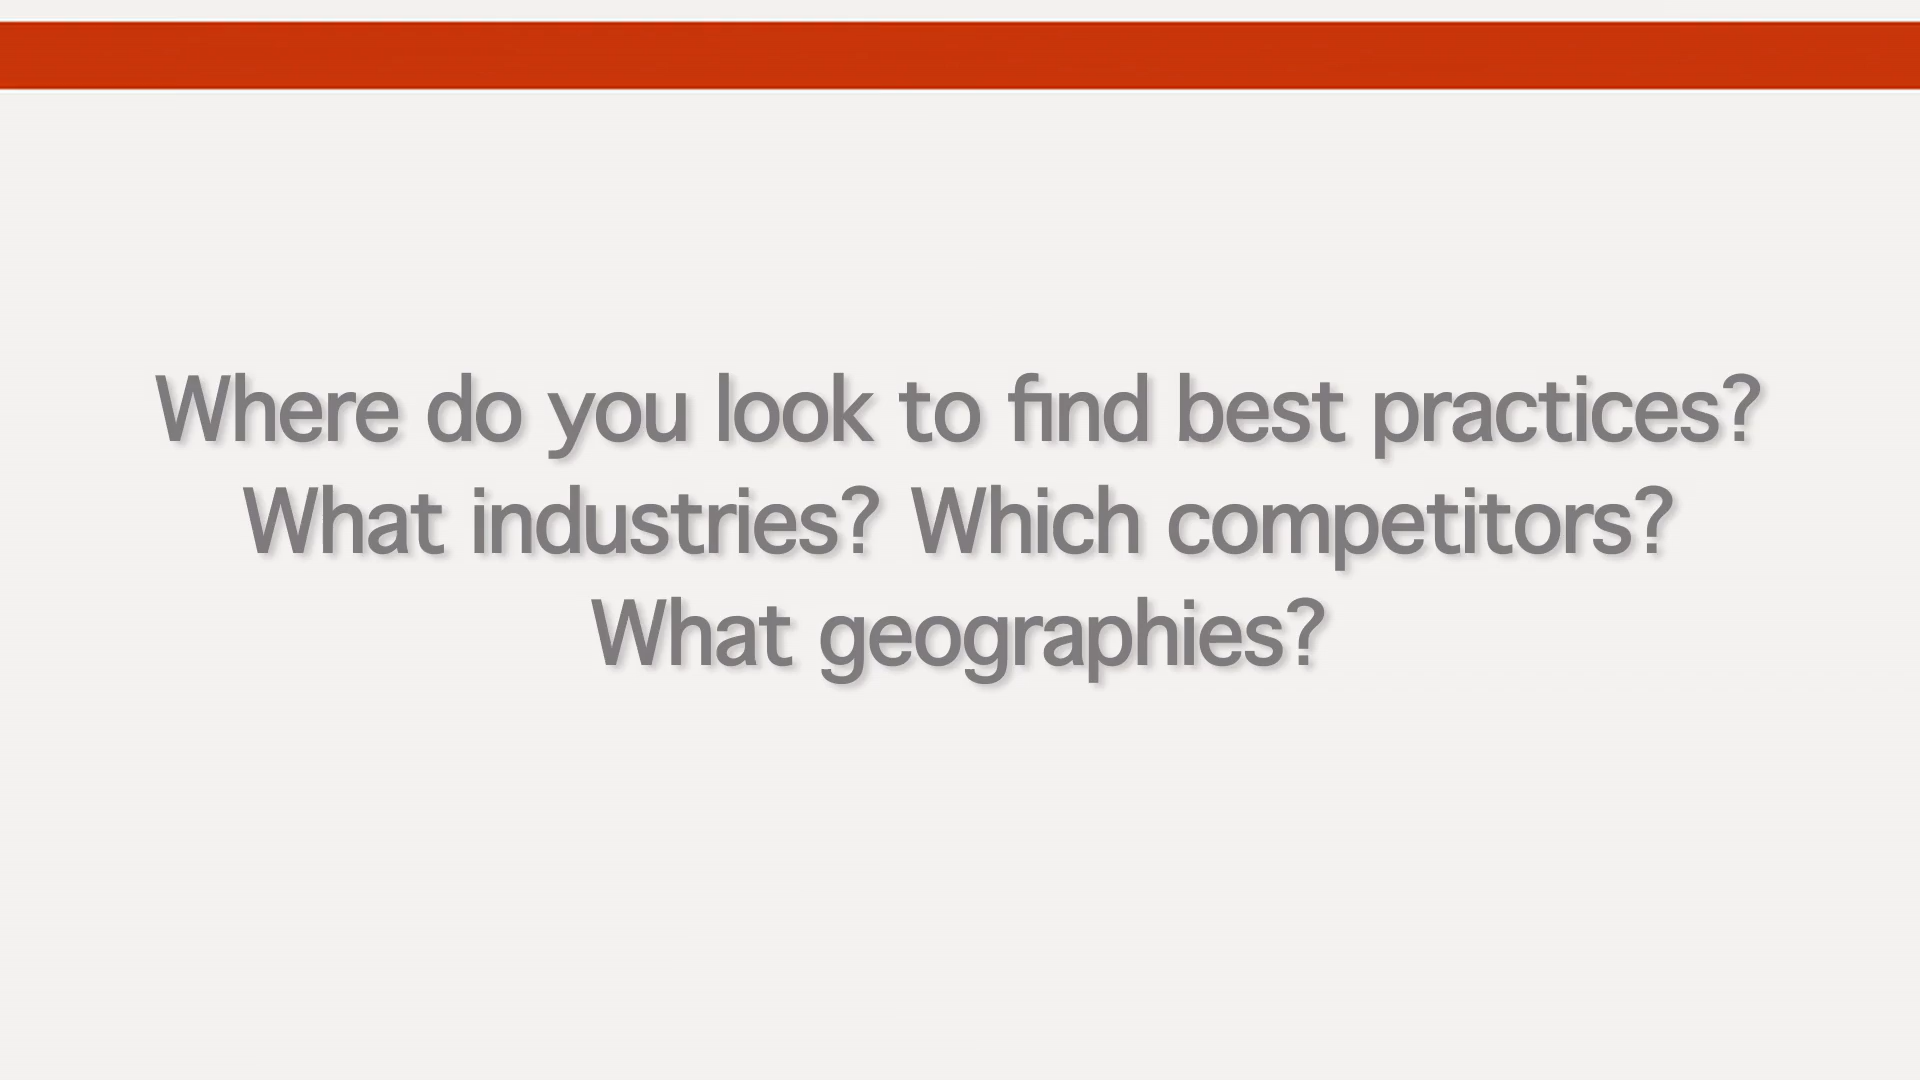 Where do you look to find best practices?
What industries? Which competitors?
What geographies?